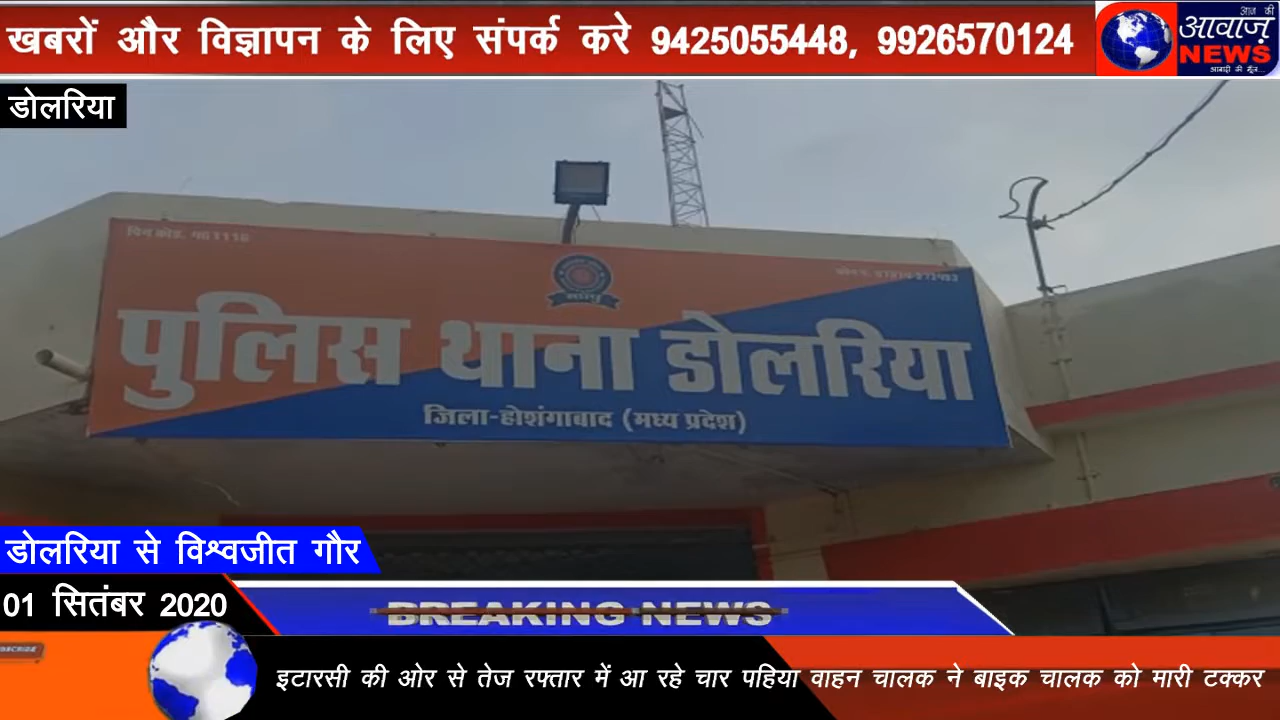 खबरों और विज्ञापन के लिए संपर्क करे 9425055448, 9926570124
आज की
आवाज़
NEWS
डोलरिया
पुलिस थाना डोलरिया
जिला-होशंगाबाद (मध्य प्रदेश)
डोलरिया से विश्वजीत गौर
01 सितंबर 2020
BREAKING NEWS
इटारसी की ओर से तेज रफ्तार में आ रहे चार पहिया वाहन चालक ने बाइक चालक को मारी टक्कर